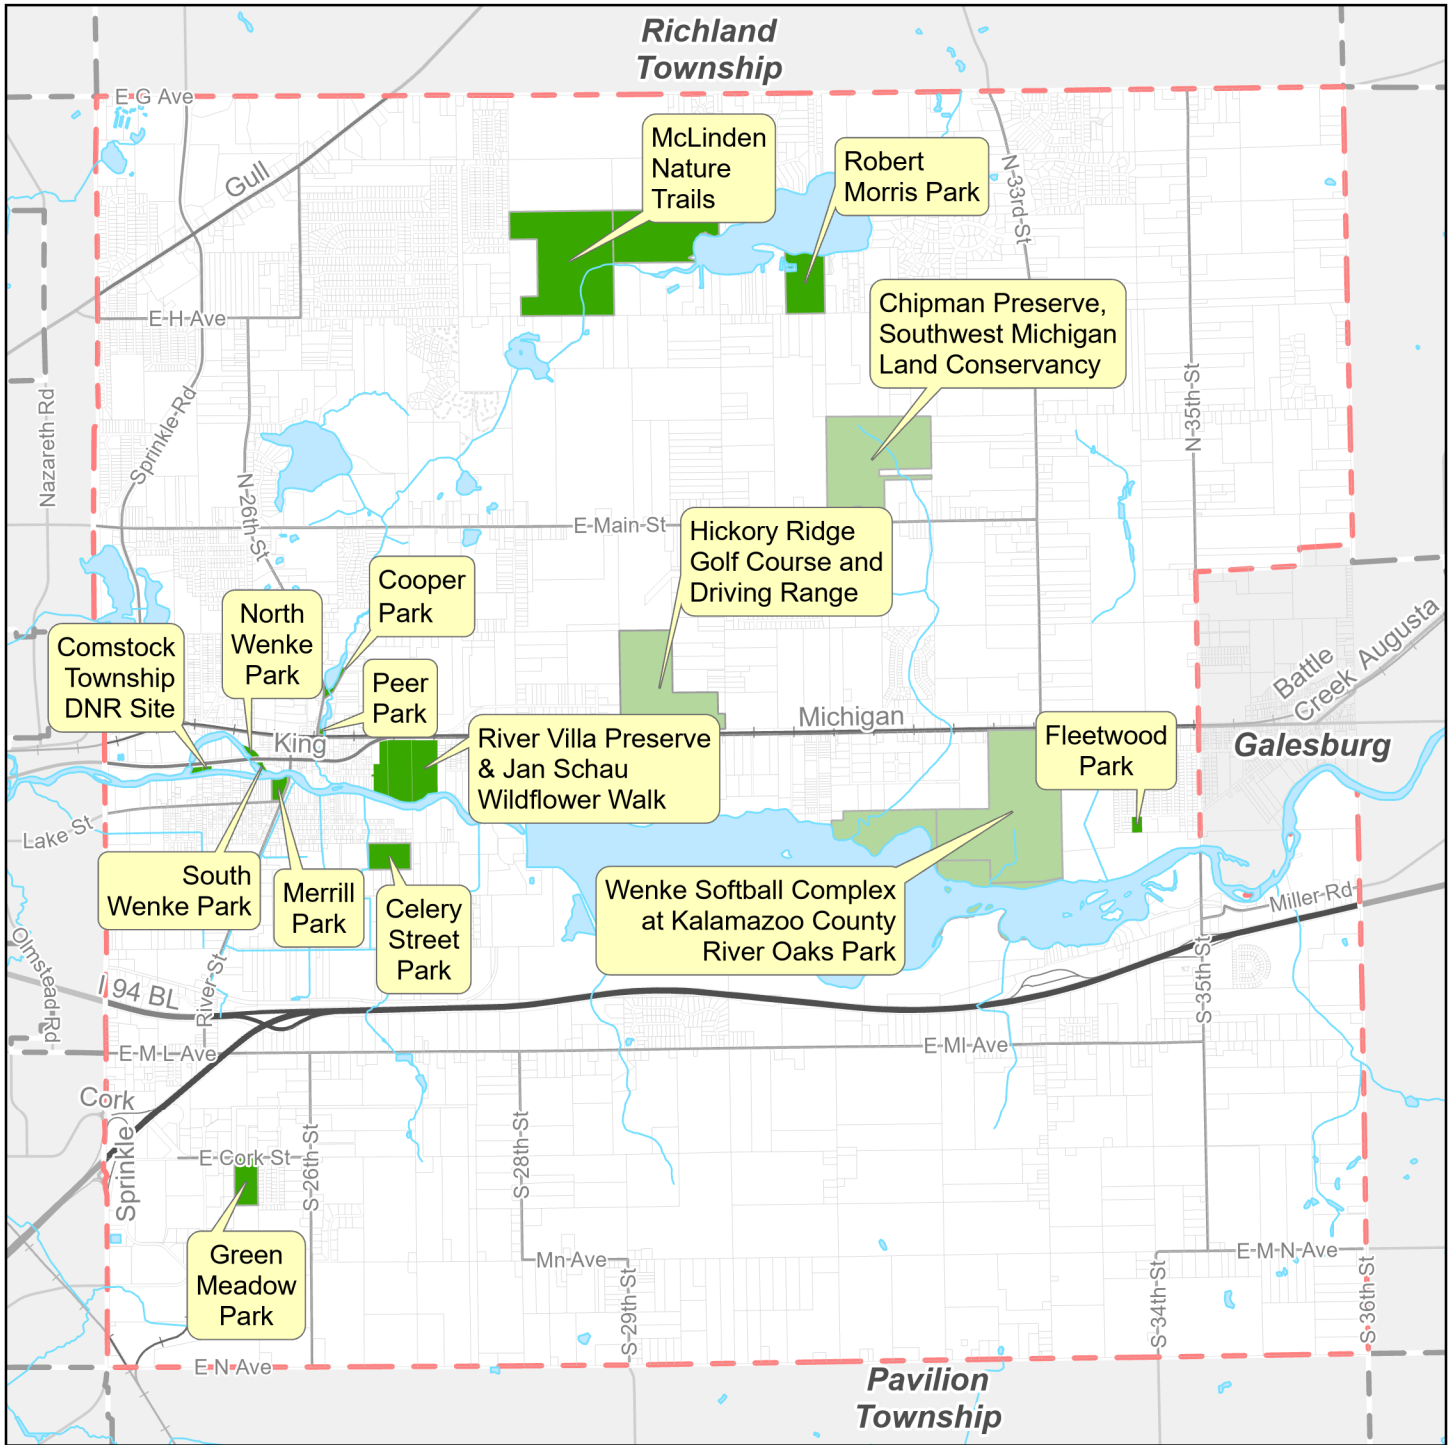 Richland
Township
E G Ave
Gull
McLinden
Nature
Trails
Robert
Morris Park
N 33rd St
Chipman Preserve,
Southwest Michigan
Land Conservancy
E H Ave
N 35th St
Nazareth Rd
Sprinkle Rd
N 26th St
E Main St
Hickory Ridge
Golf Course and
Driving Range
Cooper
Park
North
Wenke
Park
Comstock
Township
DNR Site
Peer
Park
King
Michigan
River Villa Preserve
& Jan Schau
Wildflower Walk
Fleetwood
Park
Battle
Creek
Augusta
Galesburg
Lake St
South
Wenke Park
Merrill
Park
Celery
Street
Park
Wenke Softball Complex
at Kalamazoo County
River Oaks Park
Miller Rd
Olmstead Rd
I 94 BL
River St
S 35th St
E M L Ave
E MI Ave
Cork
Sprinkle
E Cork St
S 26th St
S 28th St
Green
Meadow
Park
Mn Ave
S 29th St
E M N Ave
S 34th St
S 36th St
E N Ave
Pavilion
Township